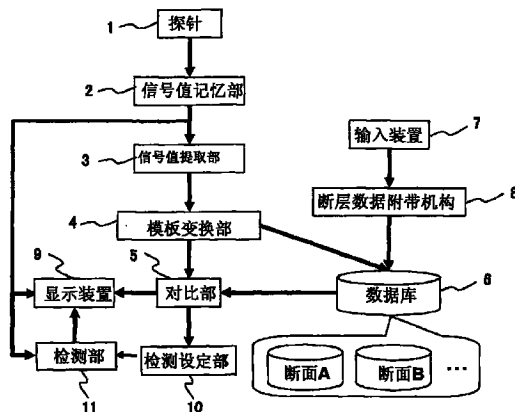 1 探针
2 信号值记忆部
输入装置 7
3 信号值提取部
断层数据附带机构 8
4 模板变换部
9 5
显示装置 对比部 数据库 6
检测部 检测设定部
11 10
断面A 断面B ...